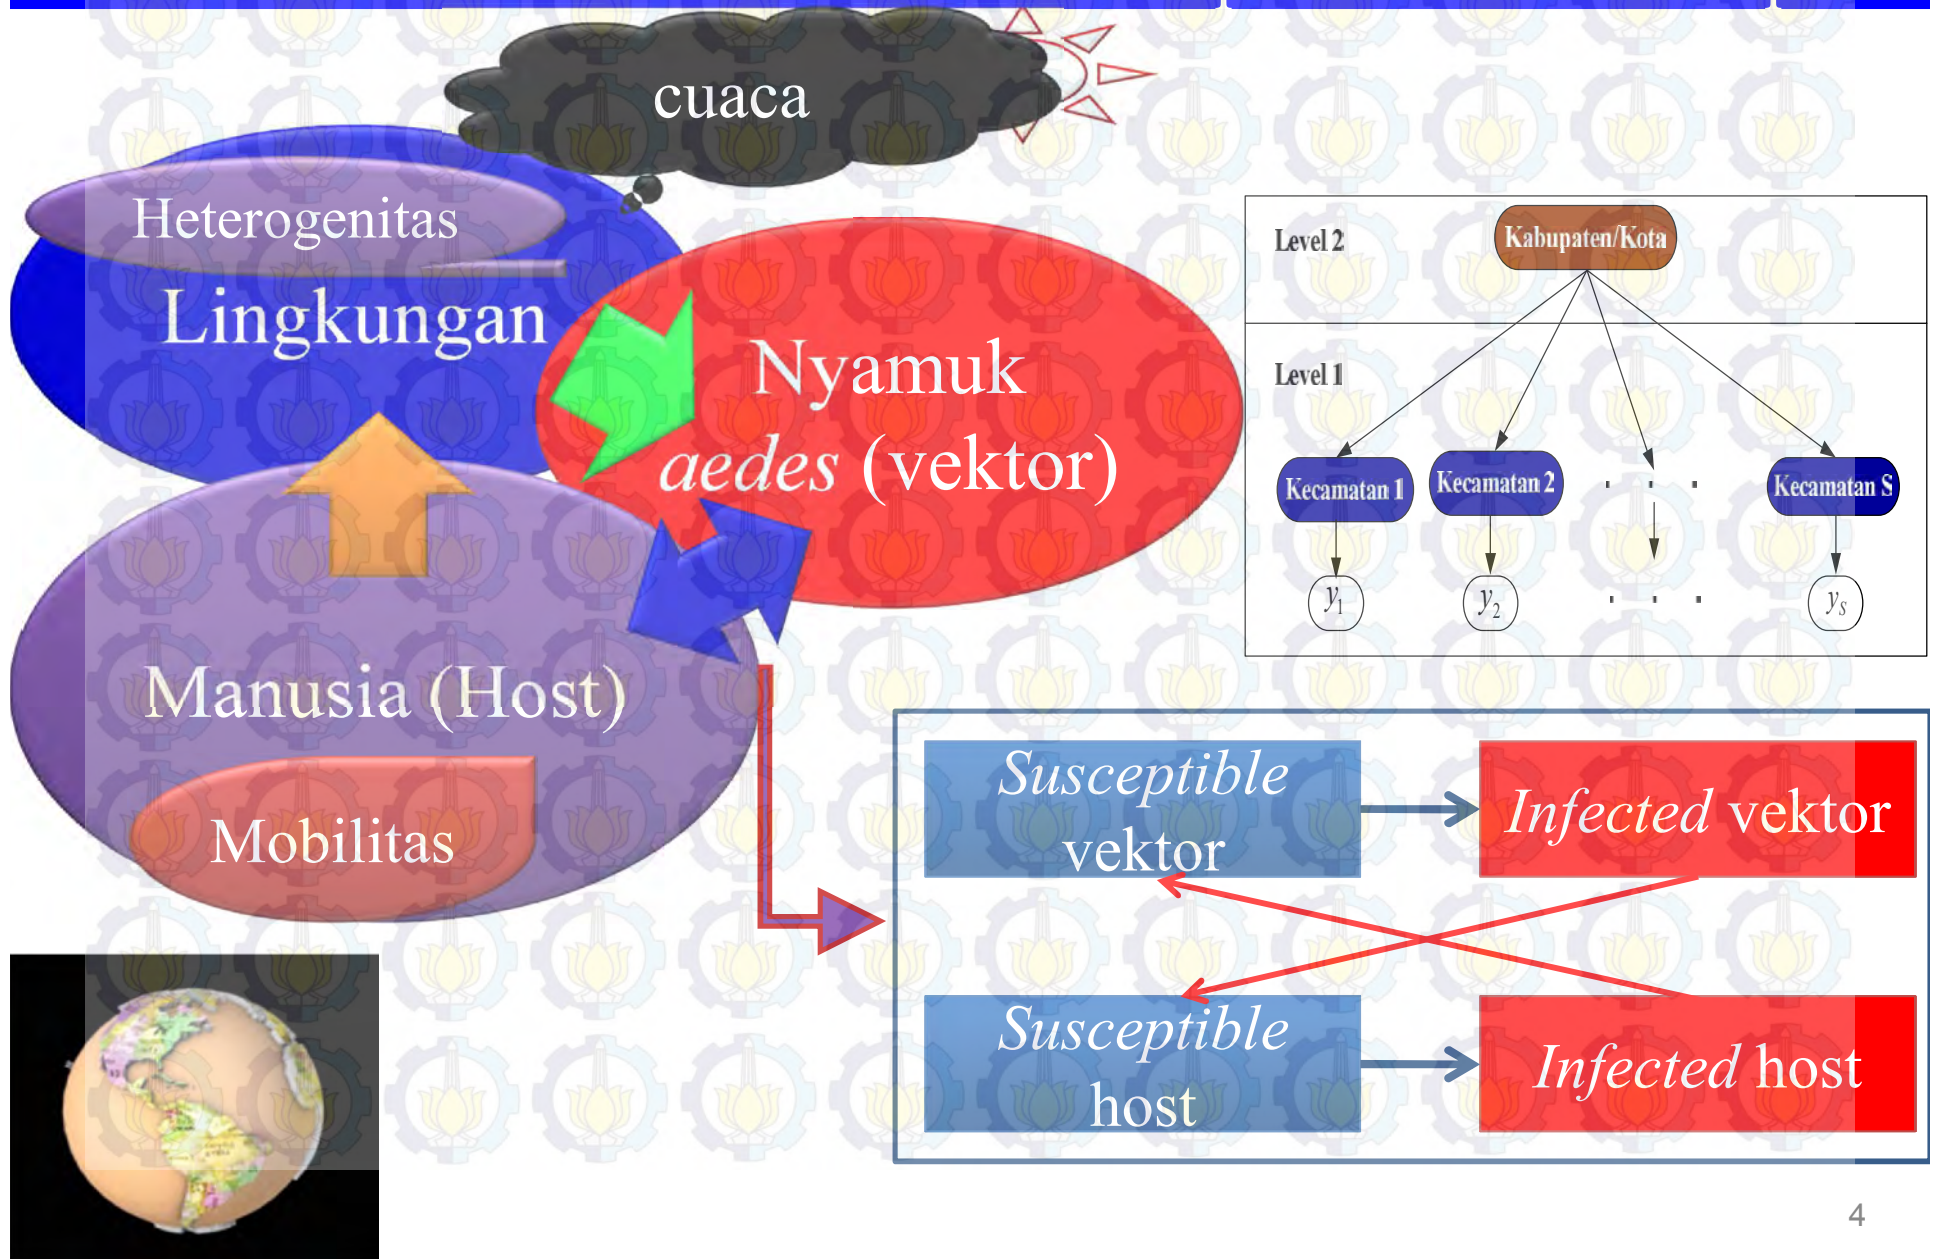 cuaca
Heterogenitas
Lingkungan
Nyamuk
aedes (vektor)
Manusia (Host)
Mobilitas
Level 2
Kabupaten/Kota
Level 1
Kecamatan 1
Kecamatan 2
. . .
Kecamatan S
y₁
y₂
. . .
y_S
Susceptible
vektor
Infected vektor
Susceptible
host
Infected host
4